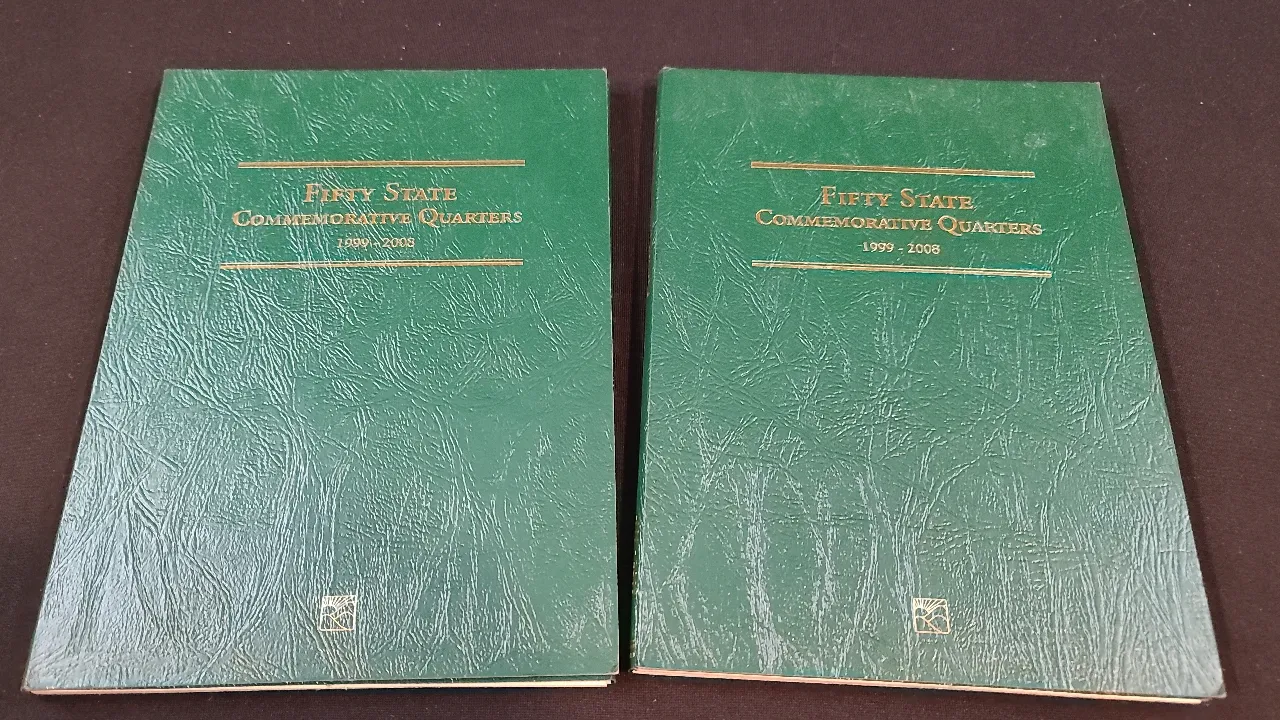 FIFTY STATE
COMMEMORATIVE QUARTERS
1999 - 2008
FIFTY STATE
COMMEMORATIVE QUARTERS
1999 - 2008